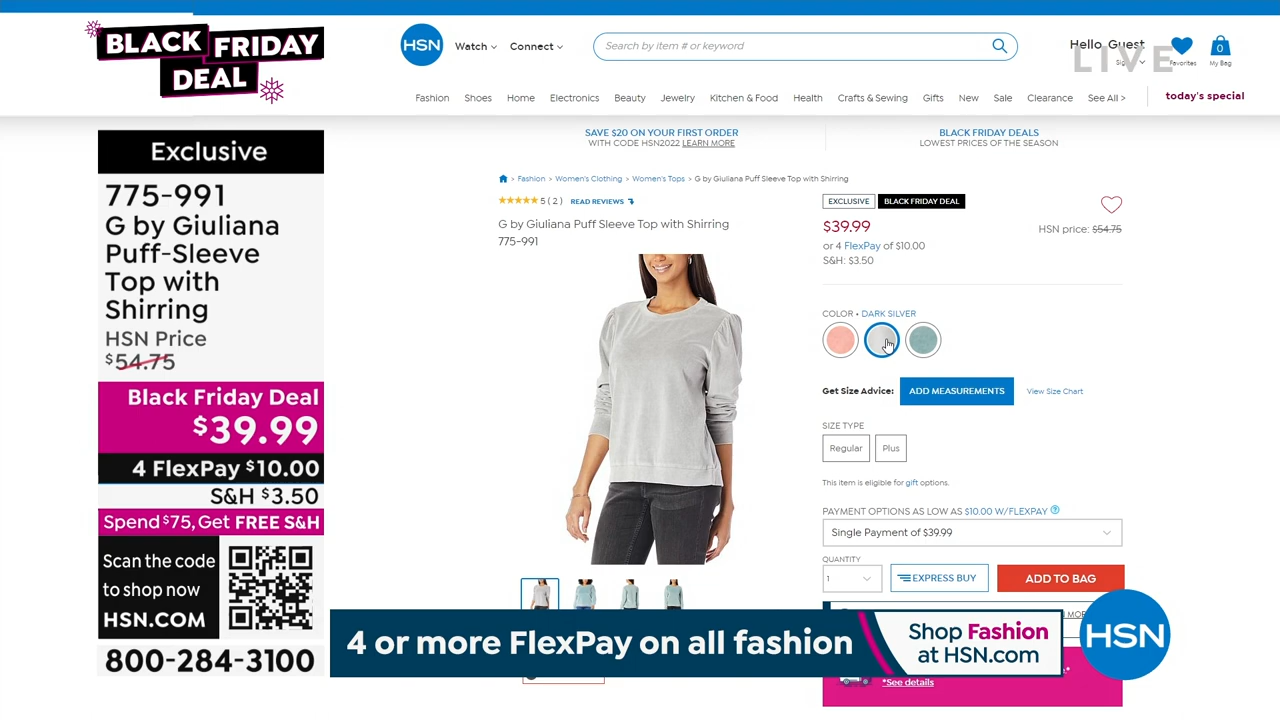 BLACK FRIDAY
DEAL
Exclusive
775-991
G by Giuliana
Puff-Sleeve
Top with
Shirring
HSN Price
$54.75
Black Friday Deal
$39.99
4 FlexPay $10.00
S&H $3.50
Spend $75, Get FREE S&H
Scan the code
to shop now
HSN.COM
800-284-3100
HSN
Watch
Connect
Search by item # or keyword
Hello, Guest
LIVE
Favorites
0
My Bag
Fashion Shoes Home Electronics Beauty Jewelry Kitchen & Food Health Crafts & Sewing Gifts New Sale Clearance See All >
today's special
SAVE $20 ON YOUR FIRST ORDER
WITH CODE HSN2022 LEARN MORE
BLACK FRIDAY DEALS
LOWEST PRICES OF THE SEASON
> Fashion > Women's Clothing > Women's Tops > G by Giuliana Puff Sleeve Top with Shirring
5 ( 2 ) READ REVIEWS
G by Giuliana Puff Sleeve Top with Shirring
775-991
EXCLUSIVE BLACK FRIDAY DEAL
$39.99
HSN price: $54.75
or 4 FlexPay of $10.00
S&H: $3.50
COLOR • DARK SILVER
Get Size Advice: ADD MEASUREMENTS View Size Chart
SIZE TYPE
Regular Plus
This item is eligible for gift options.
PAYMENT OPTIONS AS LOW AS $10.00 W/FLEXPAY
Single Payment of $39.99
QUANTITY
1
EXPRESS BUY
ADD TO BAG
4 or more FlexPay on all fashion
Shop Fashion
at HSN.com
HSN
*See details